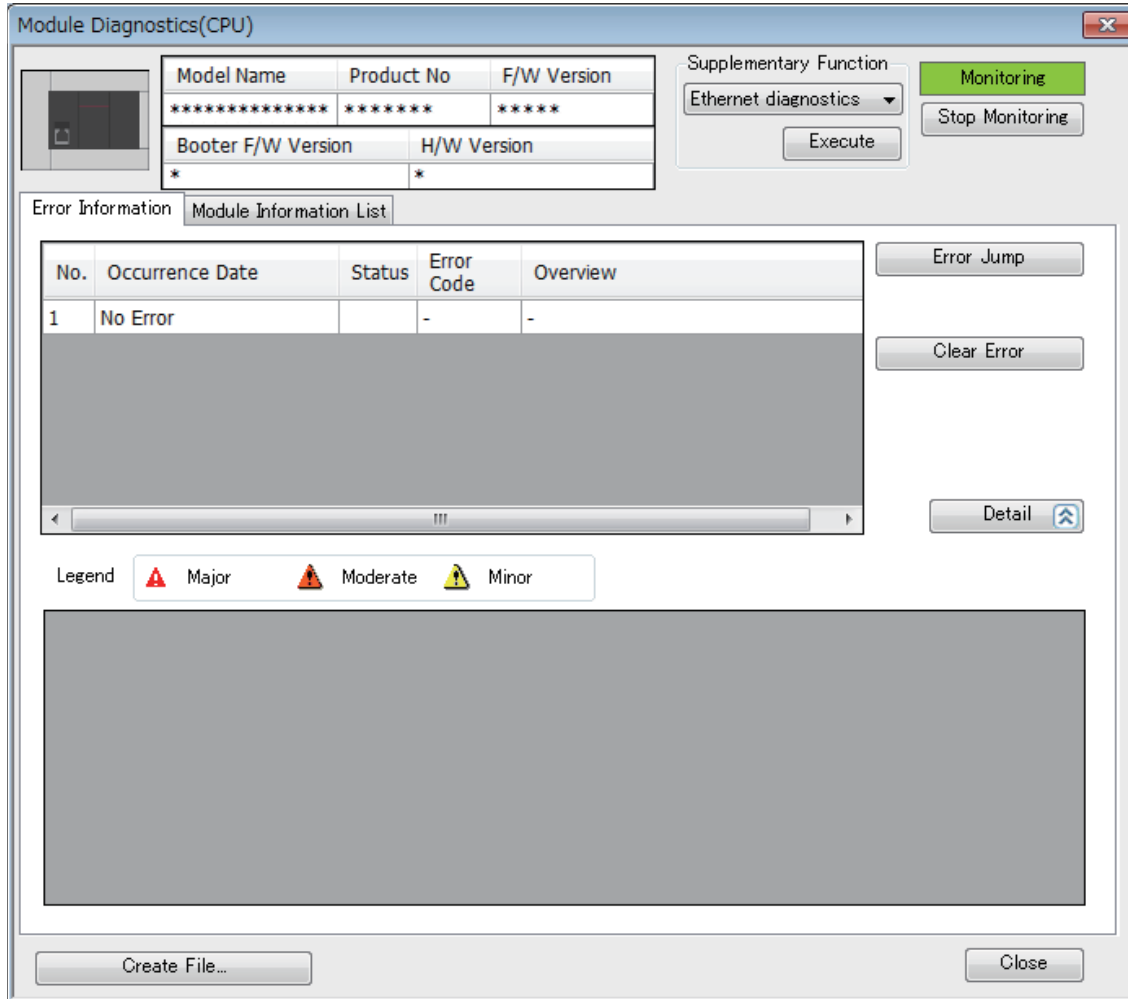 Module Diagnostics(CPU)
Model Name Product No F/W Version
************** ******* *****
Booter F/W Version H/W Version
* *
Supplementary Function
Ethernet diagnostics
Execute
Monitoring
Stop Monitoring
Error Information Module Information List
No. Occurrence Date Status Error Code Overview
1 No Error - -
Error Jump
Clear Error
Detail
Legend Major Moderate Minor
Create File...
Close